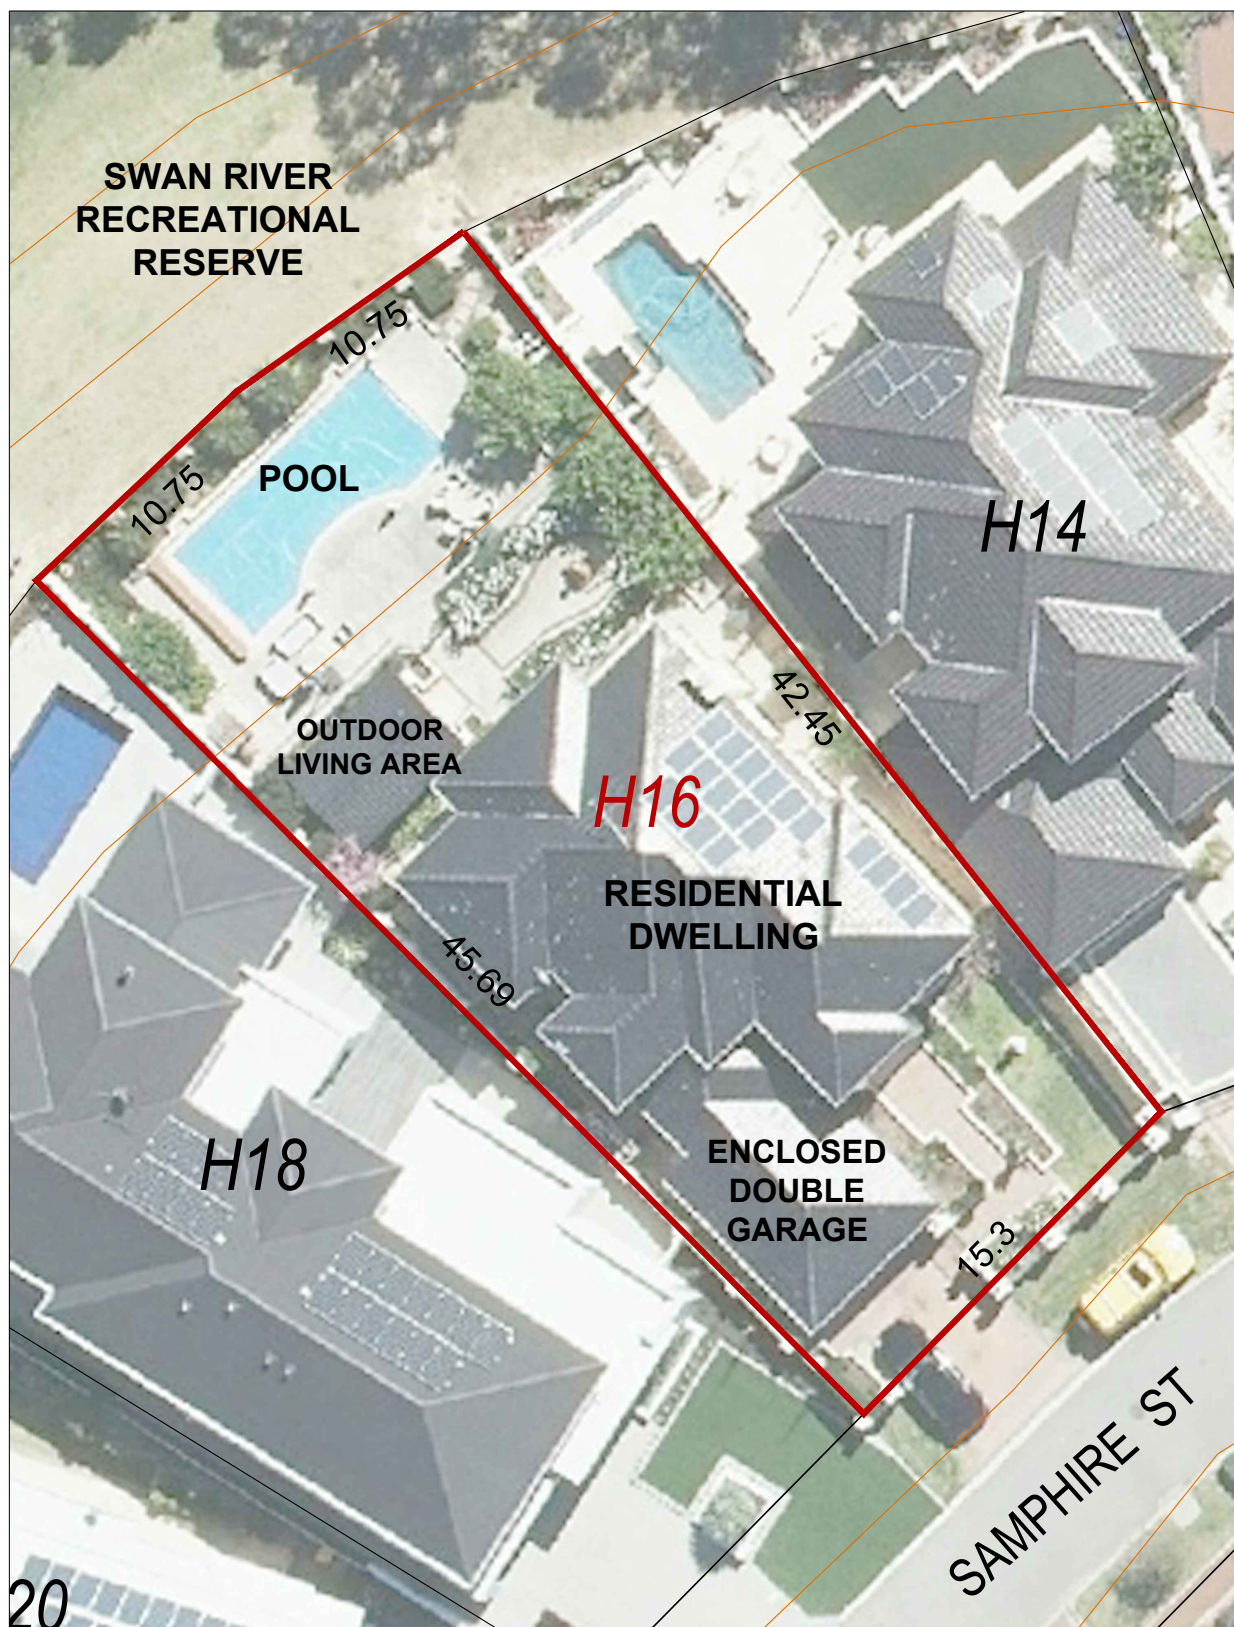 SWAN RIVER
RECREATIONAL
RESERVE
10.75
10.75
POOL
H14
42.45
OUTDOOR
LIVING AREA
H16
RESIDENTIAL
DWELLING
45.69
H18
ENCLOSED
DOUBLE
GARAGE
15.3
SAMPHIRE ST
20